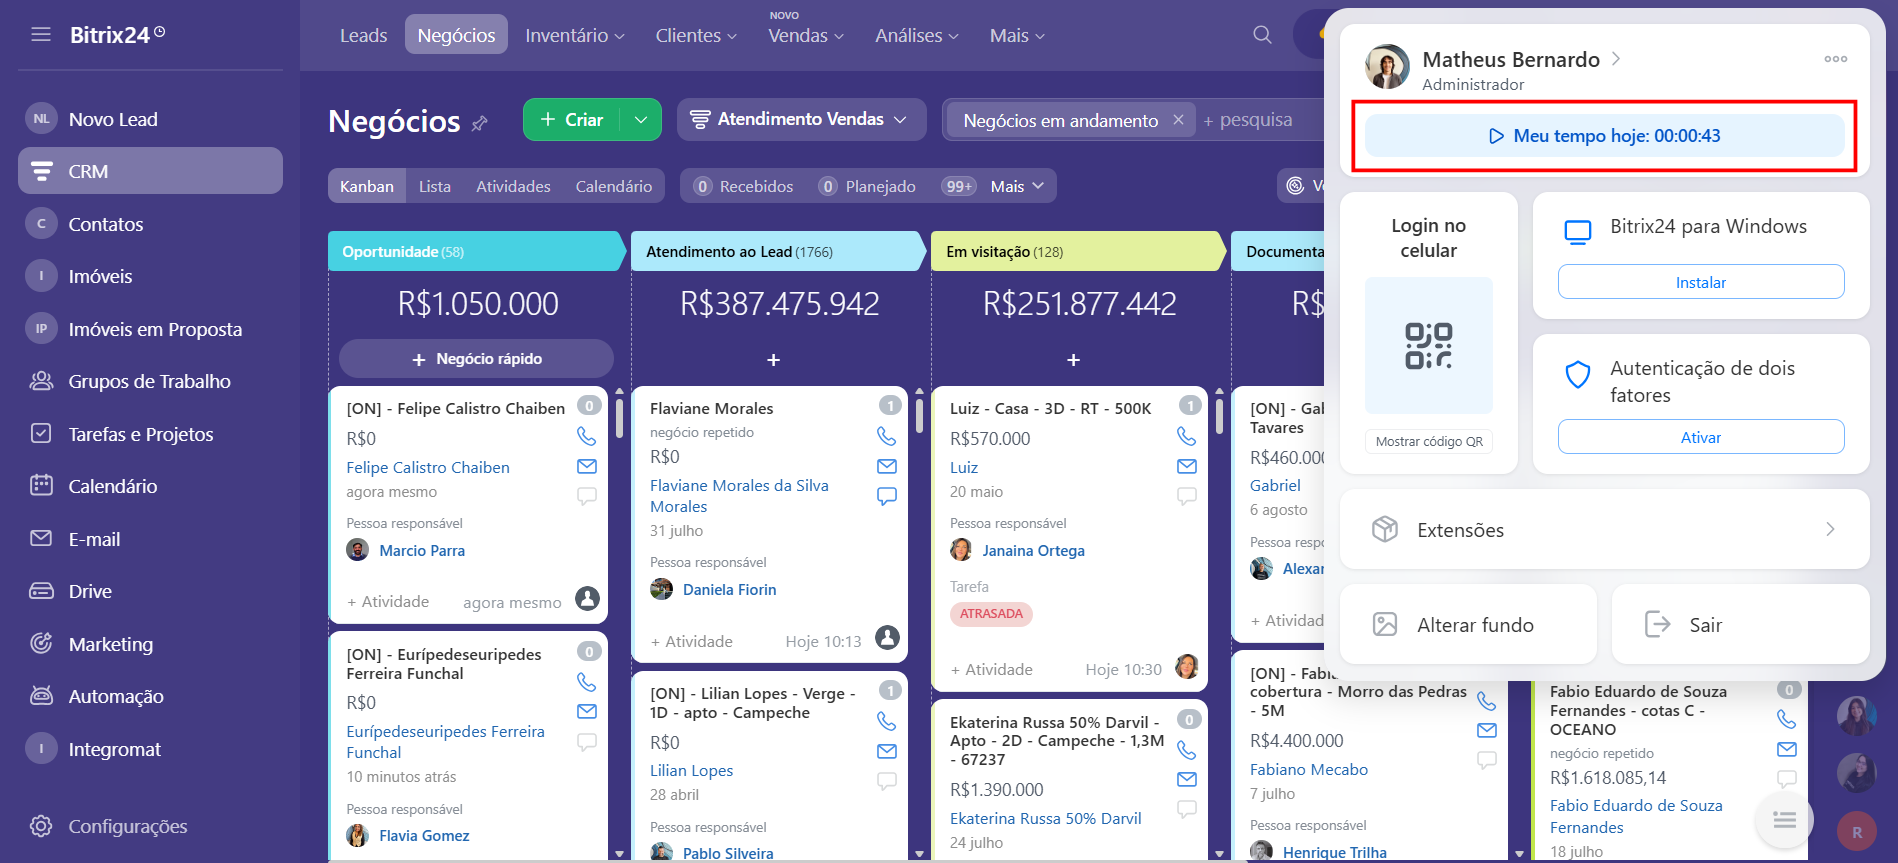 Bitrix24
Novo Lead
NL
CRM
C
Contatos
I
Imóveis
IP
Imóveis em Proposta
Grupos de Trabalho
Tarefas e Projetos
Calendário
E-mail
Drive
Marketing
Automação
I
Integromat
Configurações
Leads
Negócios
Inventário
Clientes
NOVO
Vendas
Análises
Mais
Negócios
+ Criar
Atendimento Vendas
Negócios em andamento
+ pesquisa
Kanban
Lista
Atividades
Calendário
0 Recebidos
0 Planejado
99+
Mais
Oportunidade (58)
R$1.050.000
+ Negócio rápido
[ON] - Felipe Calistro Chaiben
0
R$0
Felipe Calistro Chaiben
agora mesmo
Pessoa responsável
Marcio Parra
+ Atividade
agora mesmo
[ON] - Eurípedeseuripedes
Ferreira Funchal
0
R$0
Eurípedeseuripedes Ferreira
Funchal
10 minutos atrás
Pessoa responsável
Flavia Gomez
Atendimento ao Lead (1766)
R$387.475.942
+
Flaviane Morales
1
negócio repetido
R$0
Flaviane Morales da Silva
Morales
31 julho
Pessoa responsável
Daniela Fiorin
+ Atividade
Hoje 10:13
[ON] - Lilian Lopes - Verge -
1D - apto - Campeche
1
R$0
Lilian Lopes
28 abril
Pessoa responsável
Pablo Silveira
Em visitação (128)
R$251.877.442
+
Luiz - Casa - 3D - RT - 500K
1
R$570.000
Luiz
20 maio
Pessoa responsável
Janaina Ortega
Tarefa
ATRASADA
+ Atividade
Hoje 10:30
Ekaterina Russa 50% Darvil -
Apto - 2D - Campeche - 1,3M
- 67237
0
R$1.390.000
Ekaterina Russa 50% Darvil
24 julho
Documenta
R$
[ON] - Gab
Tavares
R$460.000
Gabriel
6 agosto
Pessoa resp
Alexan
+ Atividad
[ON] - Fabi
cobertura - Morro das Pedras
- 5M
R$4.400.000
Fabiano Mecabo
7 julho
Pessoa responsável
Henrique Trilha
Fabio Eduardo de Souza
Fernandes - cotas C -
OCEANO
0
negócio repetido
R$1.618.085,14
Fabio Eduardo de Souza
Fernandes
18 julho
R
Matheus Bernardo
Administrador
Meu tempo hoje: 00:00:43
Login no
celular
Mostrar código QR
Bitrix24 para Windows
Instalar
Autenticação de dois
fatores
Ativar
Extensões
Alterar fundo
Sair